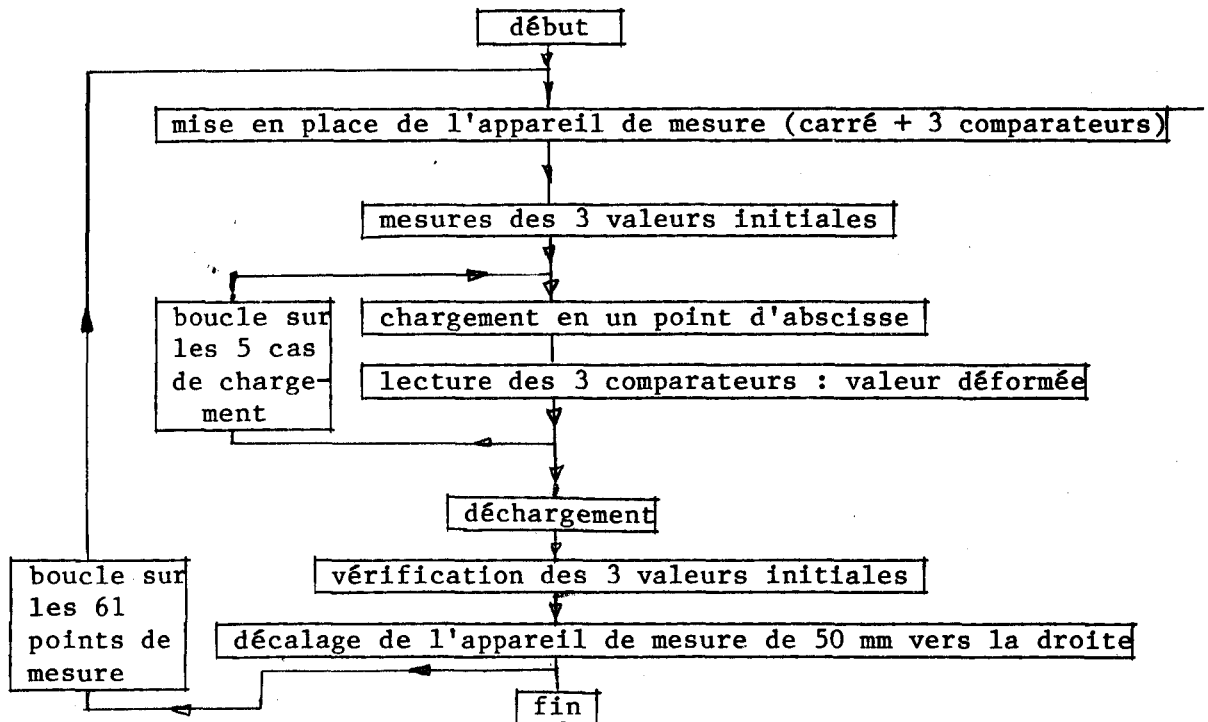 début
mise en place de l'appareil de mesure (carré + 3 comparateurs)
mesures des 3 valeurs initiales
boucle sur
les 5 cas
de charge-
ment
chargement en un point d'abscisse
lecture des 3 comparateurs : valeur déformée
déchargement
vérification des 3 valeurs initiales
boucle sur
les 61
points de
mesure
décalage de l'appareil de mesure de 50 mm vers la droite
fin